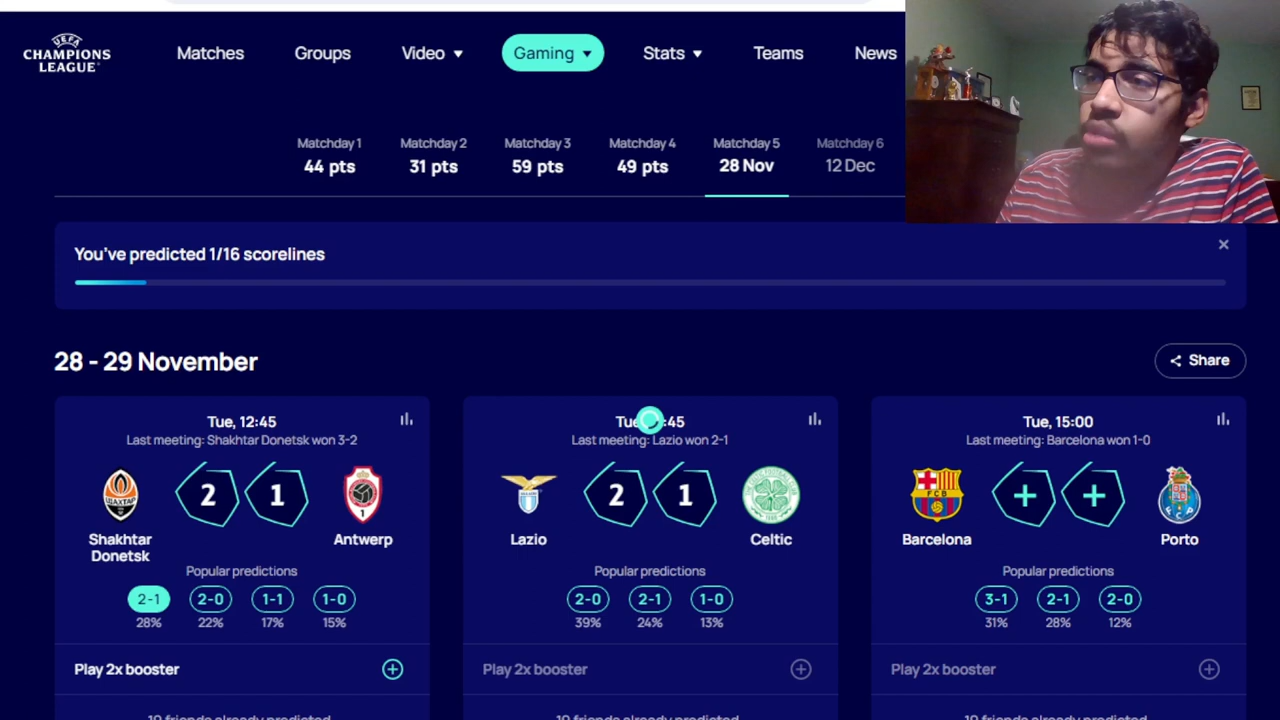 UEFA
CHAMPIONS
LEAGUE
Matches
Groups
Video
Gaming
Stats
Teams
News
Matchday 1
44 pts
Matchday 2
31 pts
Matchday 3
59 pts
Matchday 4
49 pts
Matchday 5
28 Nov
Matchday 6
12 Dec
You've predicted 1/16 scorelines
28 - 29 November
Share
Tue, 12:45
Last meeting: Shakhtar Donetsk won 3-2
2 1
Shakhtar
Donetsk
Antwerp
Popular predictions
2-1 2-0 1-1 1-0
28% 22% 17% 15%
Play 2x booster
Last meeting: Lazio won 2-1
2 1
Lazio
Celtic
Popular predictions
2-0 2-1 1-0
39% 24% 13%
Play 2x booster
Tue, 15:00
Last meeting: Barcelona won 1-0
FCB
+ +
Barcelona
Porto
Popular predictions
3-1 2-1 2-0
31% 28% 12%
Play 2x booster